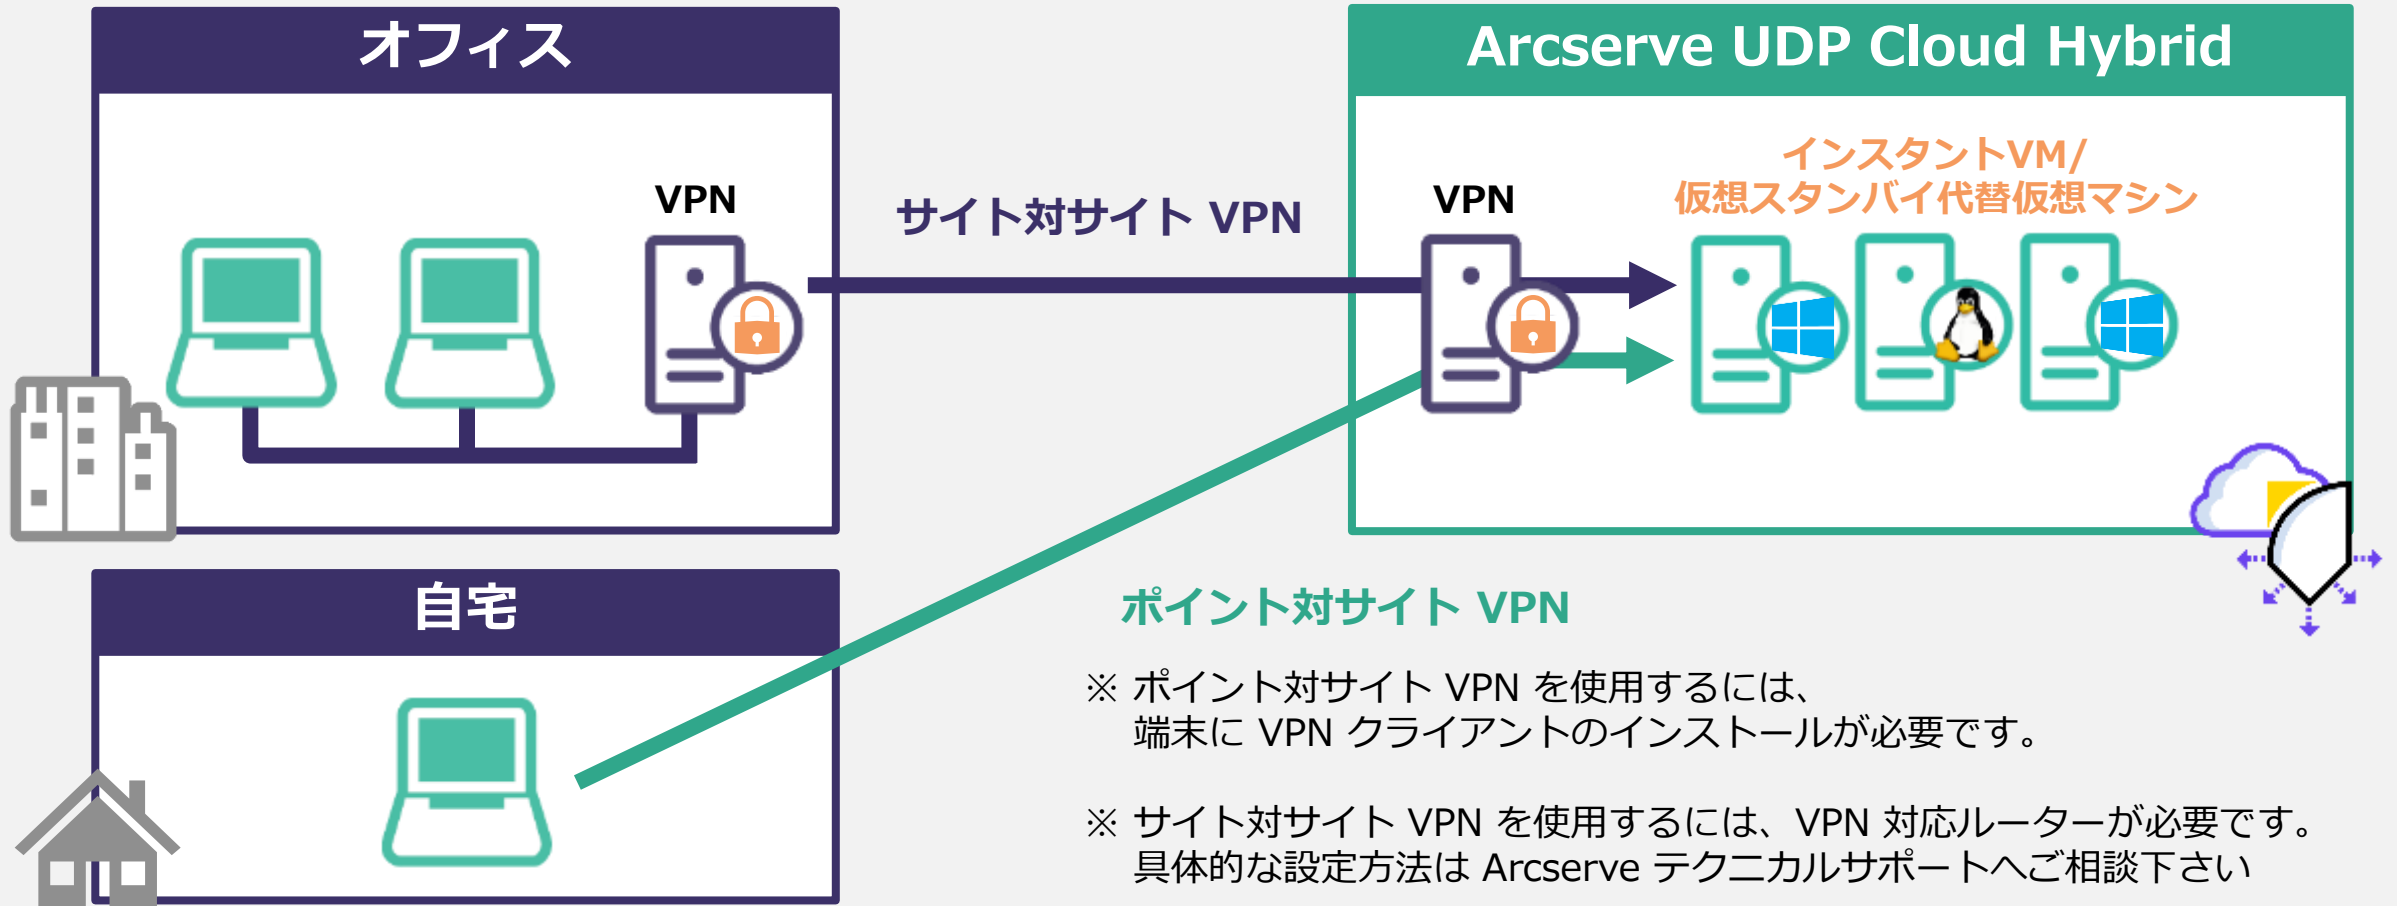 オフィス
VPN
サイト対サイト VPN
Arcserve UDP Cloud Hybrid
VPN
インスタントVM/
仮想スタンバイ代替仮想マシン
自宅
ポイント対サイト VPN
※ ポイント対サイト VPN を使用するには、
端末に VPN クライアントのインストールが必要です。
※ サイト対サイト VPN を使用するには、VPN 対応ルーターが必要です。
具体的な設定方法は Arcserve テクニカルサポートへご相談下さい